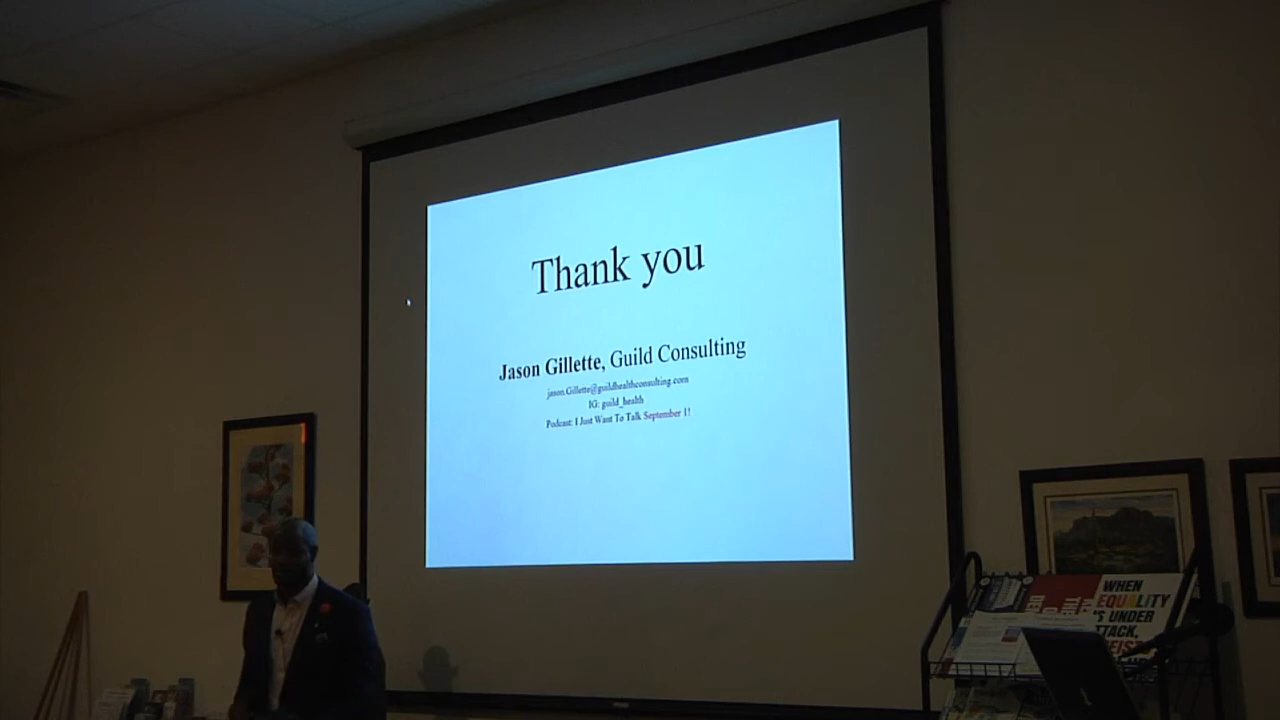 Thank you
Jason Gillette, Guild Consulting
jason.Gillette@guildhealthconsulting.com
IG: guild_health
Podcast: I Just Want To Talk September 1!
WHEN
EQUALITY
IS UNDER
ATTACK,